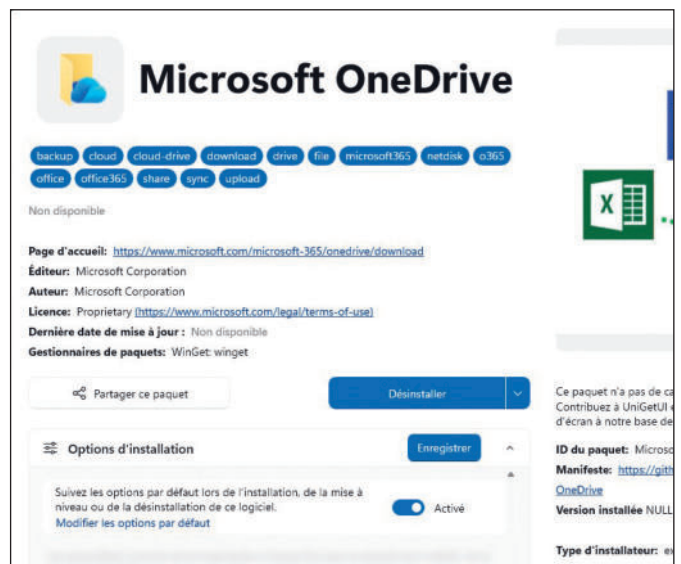 Microsoft OneDrive
backup cloud cloud-drive download drive file microsoft365 netdisk o365
office office365 share sync upload
Non disponible
Page d'accueil: https://www.microsoft.com/microsoft-365/onedrive/download
Éditeur: Microsoft Corporation
Auteur: Microsoft Corporation
Licence: Proprietary (https://www.microsoft.com/legal/terms-of-use)
Dernière date de mise à jour : Non disponible
Gestionnaires de paquets: WinGet: winget
Partager ce paquet
Désinstaller
Options d'installation
Enregistrer
Suivez les options par défaut lors de l'installation, de la mise à
niveau ou de la désinstallation de ce logiciel.
Modifier les options par défaut
Activé
X
Ce paquet n'a pas de ca
Contribuez à UniGetUI
d'écran à notre base de
ID du paquet: Microso
Manifeste: https://gith
OneDrive
Version installée NULL
Type d'installateur: ex